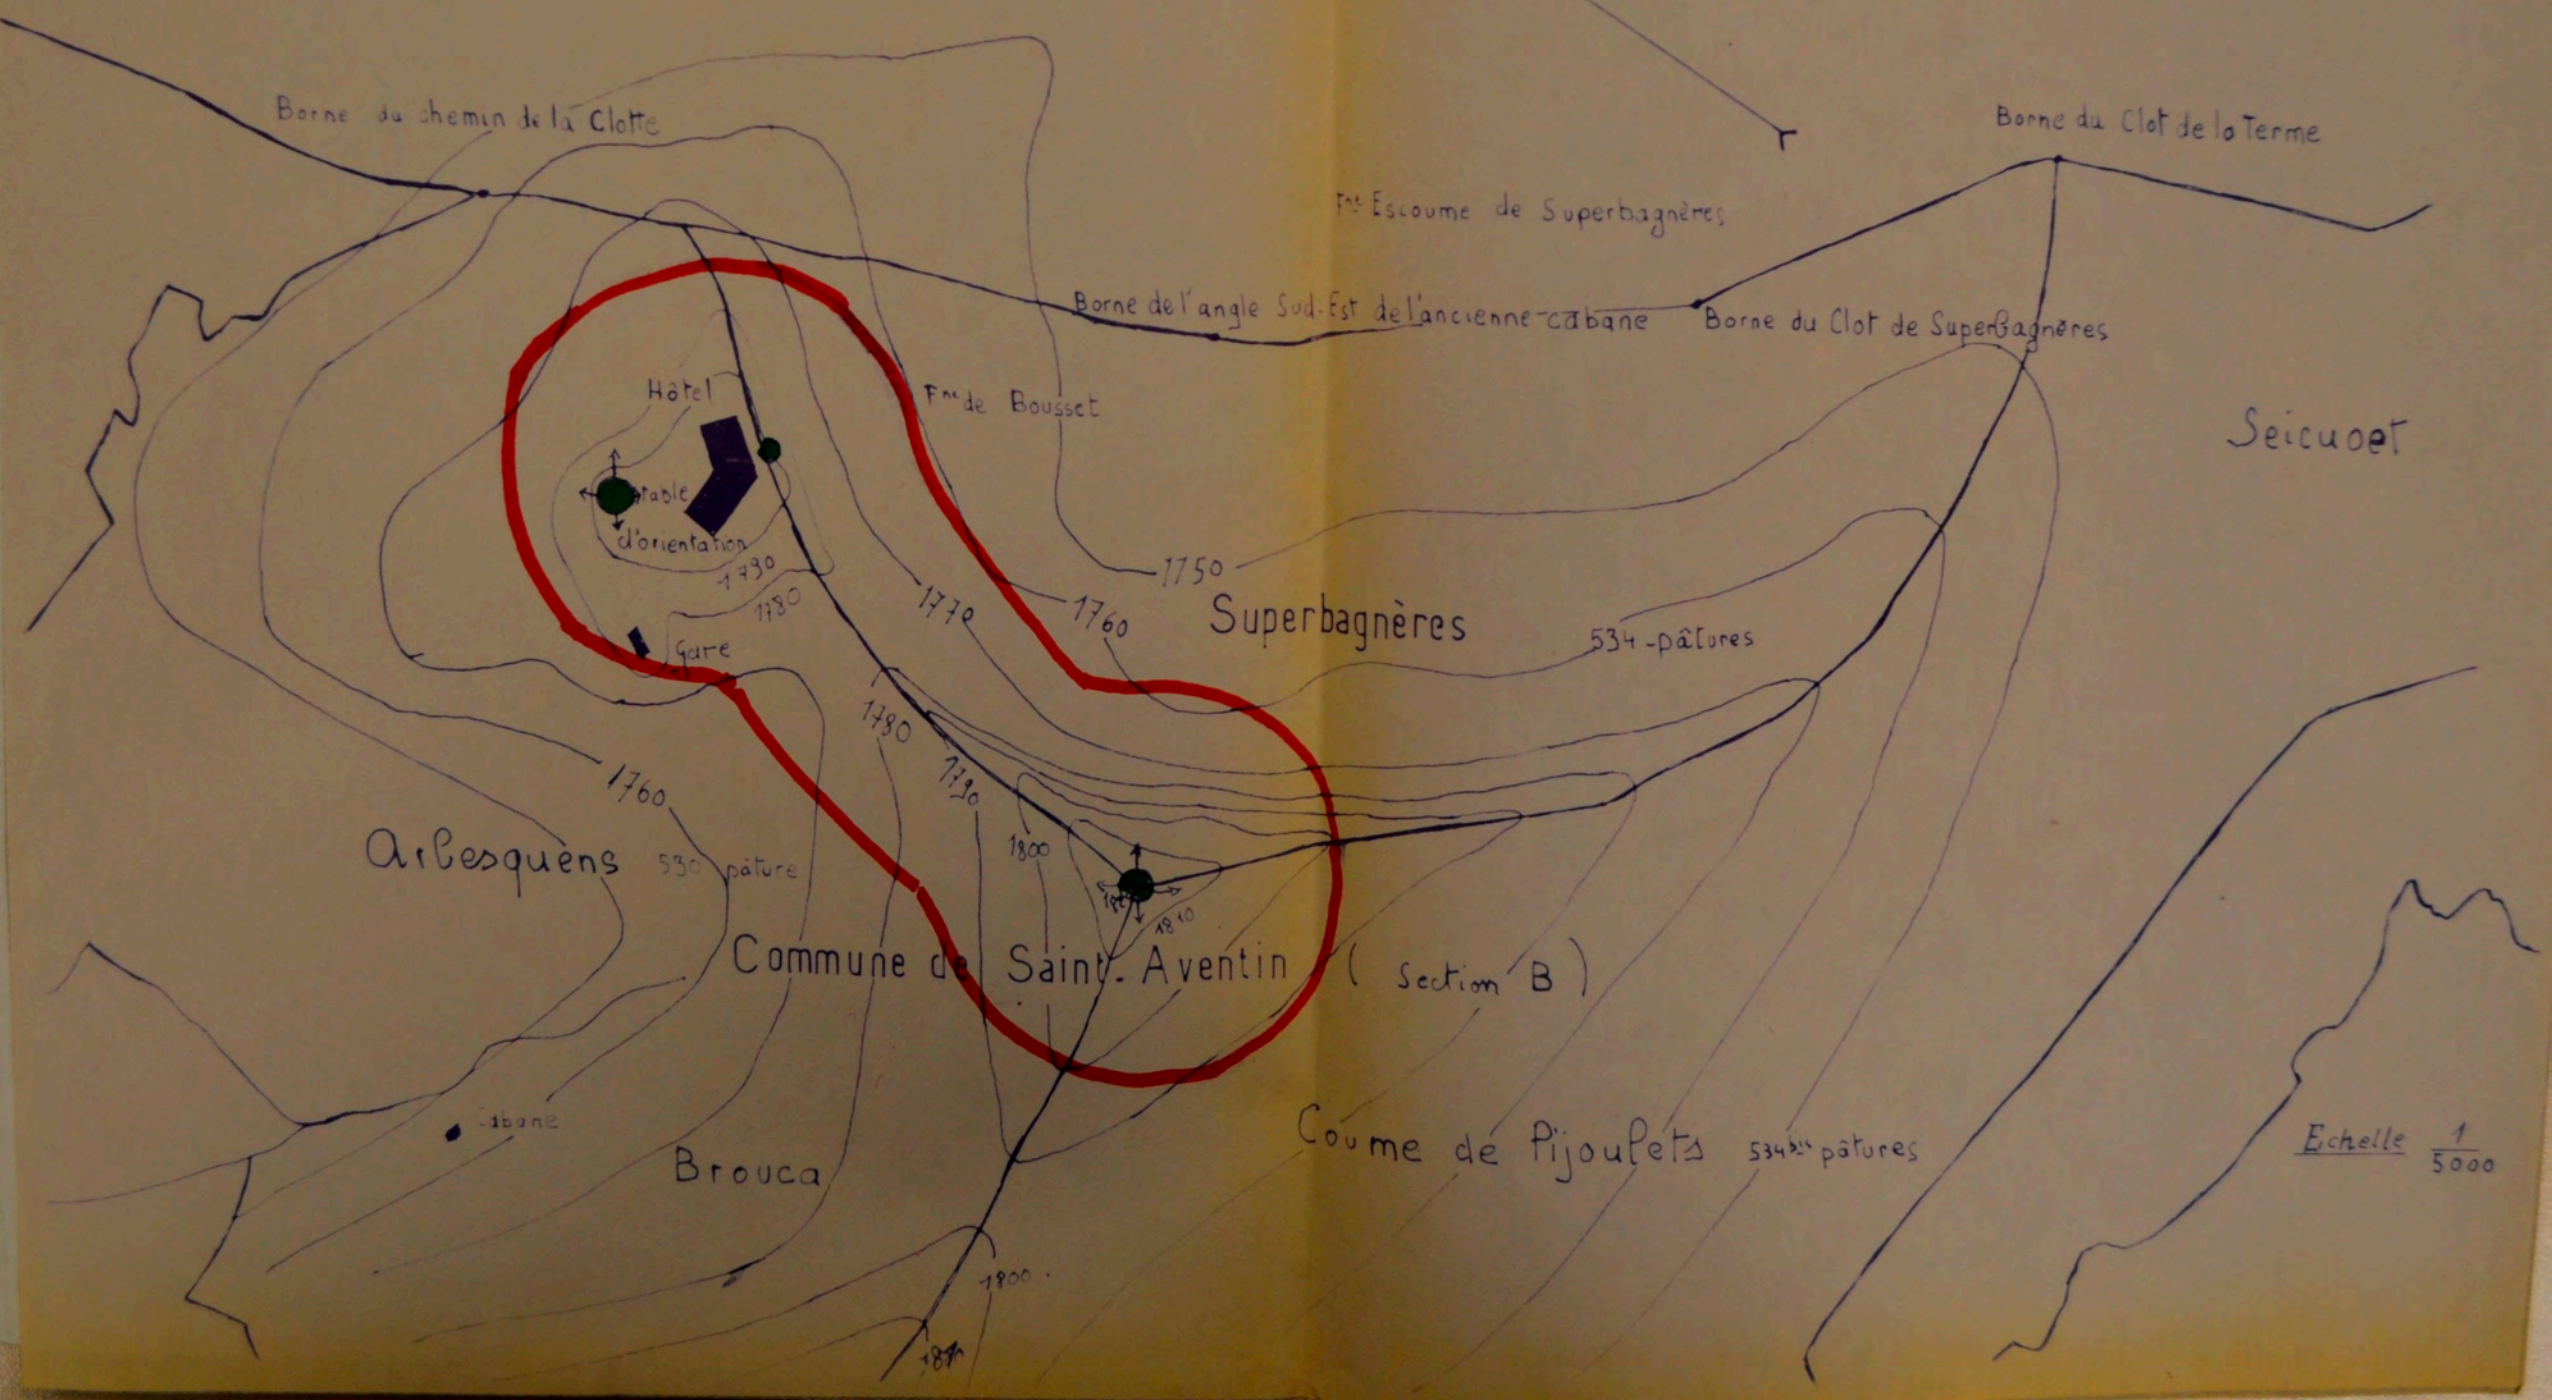 Borne du chemin de la Clotte
Borne du Clot de la Terme
Fne Escoume de Superbagnères
Borne de l'angle Sud-Est de l'ancienne cabane
Borne du Clot de Superbagnères
Hôtel
Fne de Bousset
Seicuoet
table
d'orientation
1790
1780
1750
1770
1760
Superbagnères
534 - pâtures
Gare
1780
1790
1760
1800
Arbesquens
530 pâture
1810
Commune de Saint-Aventin ( Section B )
Cabane
Coume de Pijoulets
534bis pâtures
Echelle 1
5000
Brouca
1800